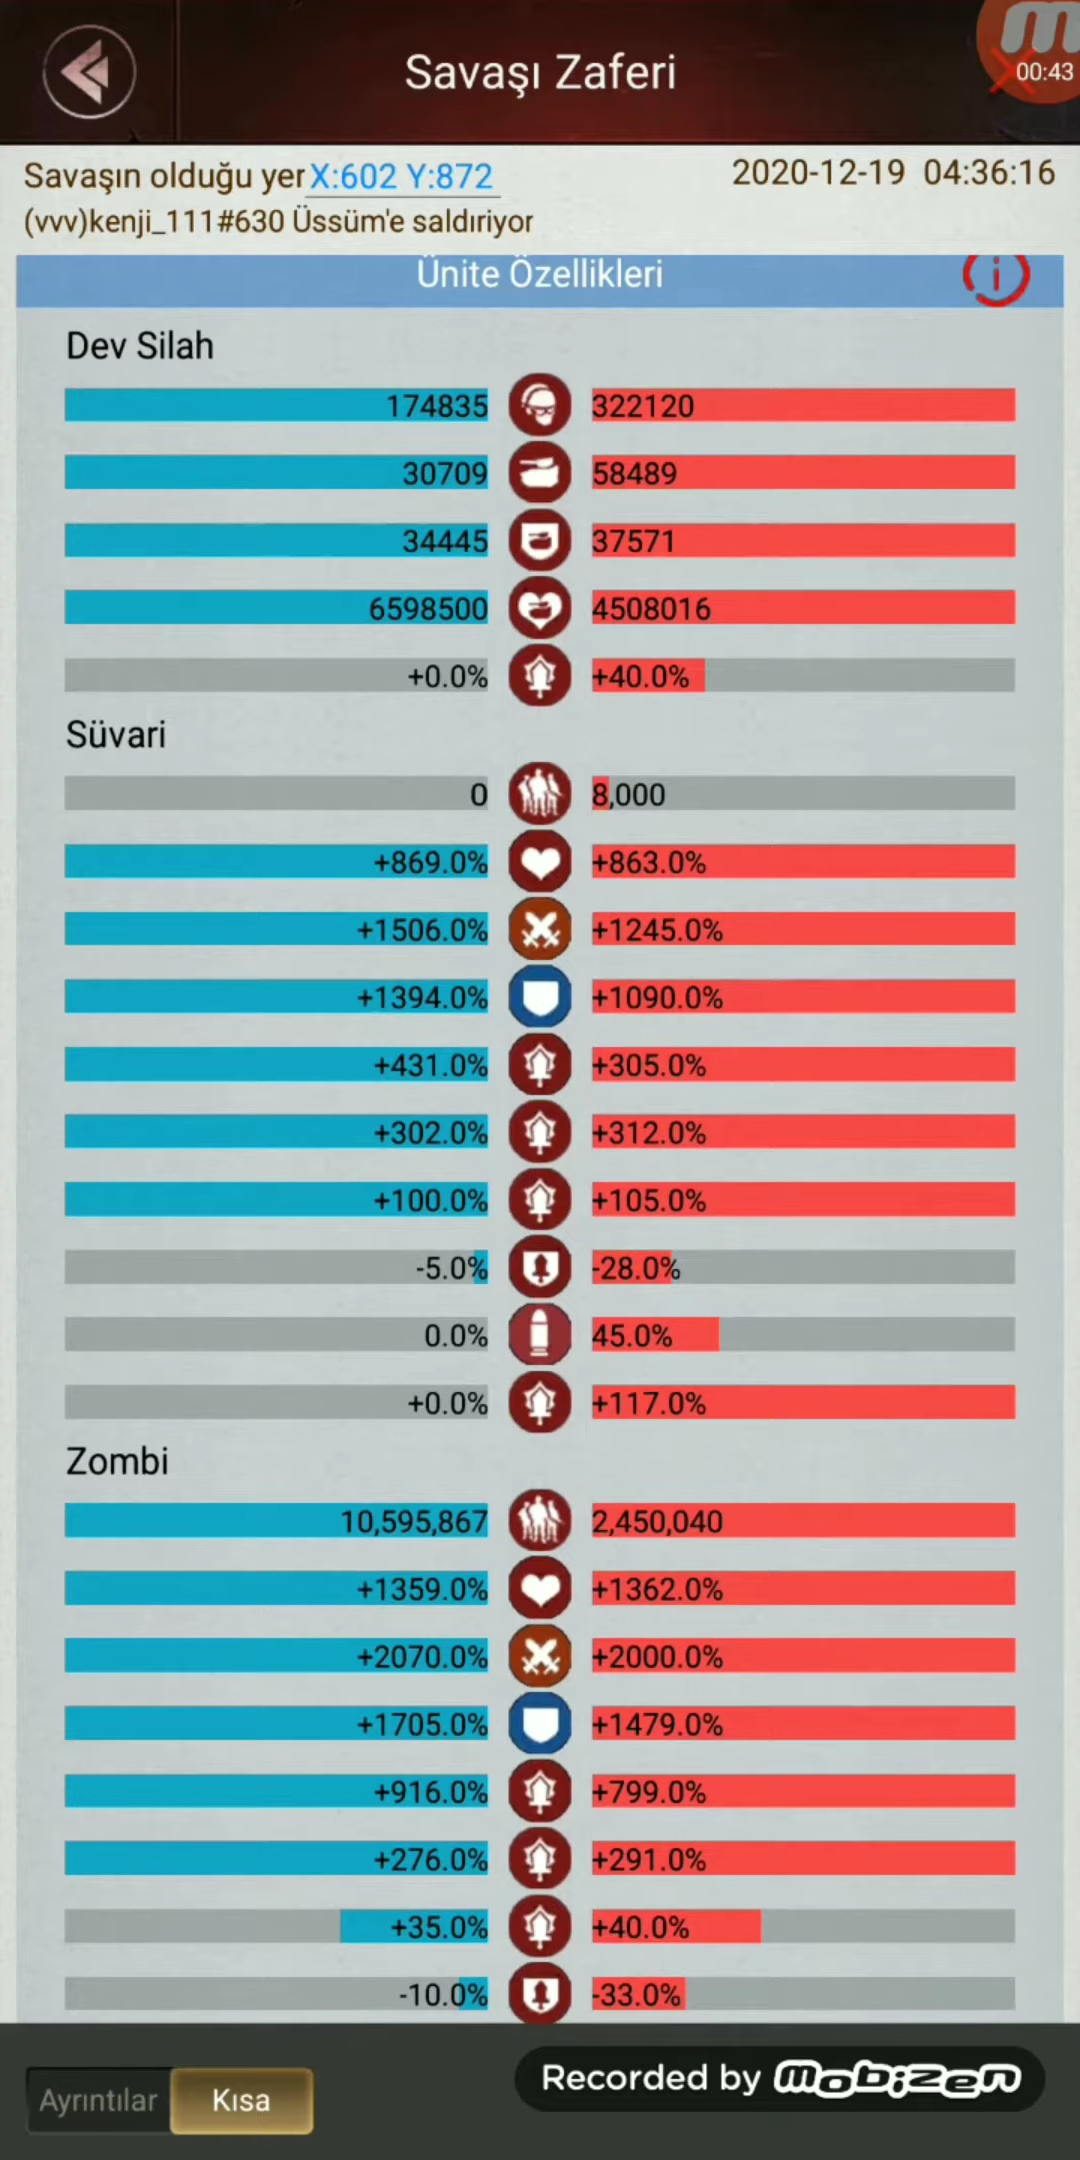 Savaşı Zaferi
00:43
Savaşın olduğu yer X:602 Y:872
2020-12-19 04:36:16
(vvv)kenji_111#630 Üssüm'e saldırıyor
Ünite Özellikleri
Dev Silah
174835 322120
30709 58489
34445 37571
6598500 4508016
+0.0% +40.0%
Süvari
0 8,000
+869.0% +863.0%
+1506.0% +1245.0%
+1394.0% +1090.0%
+431.0% +305.0%
+302.0% +312.0%
+100.0% +105.0%
-5.0% -28.0%
0.0% 45.0%
+0.0% +117.0%
Zombi
10,595,867 2,450,040
+1359.0% +1362.0%
+2070.0% +2000.0%
+1705.0% +1479.0%
+916.0% +799.0%
+276.0% +291.0%
+35.0% +40.0%
-10.0% -33.0%
Ayrıntılar Kısa
Recorded by mobizen